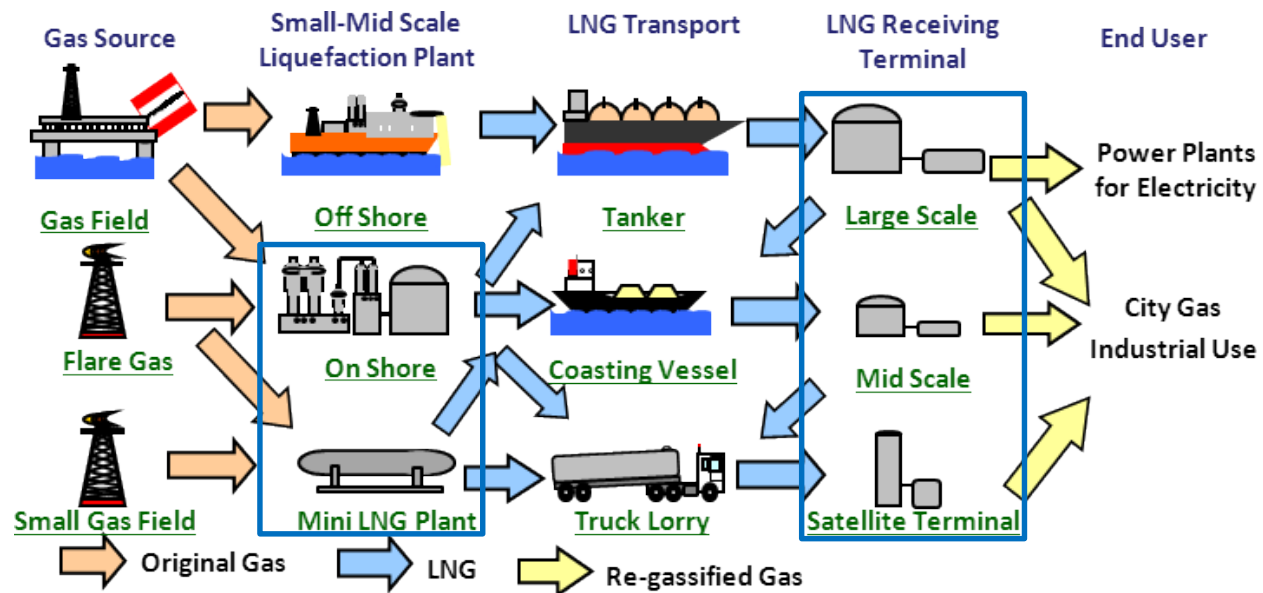 Gas Source
Small-Mid Scale
Liquefaction Plant
LNG Transport
LNG Receiving
Terminal
End User
Gas Field
Off Shore
Tanker
Large Scale
Power Plants
for Electricity
Flare Gas
On Shore
Coasting Vessel
Mid Scale
City Gas
Industrial Use
Small Gas Field
Mini LNG Plant
Truck Lorry
Satellite Terminal
Original Gas
LNG
Re-gassified Gas